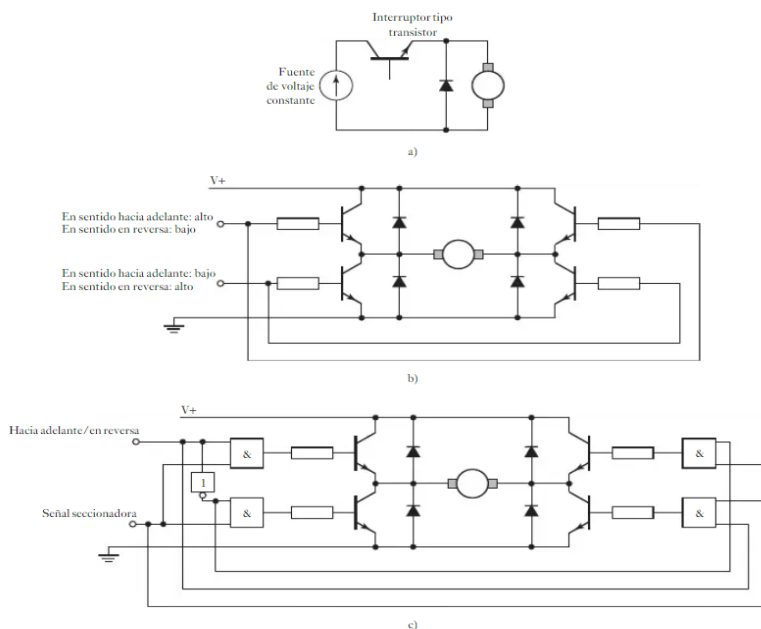 Interruptor tipo
transistor
Fuente
de voltaje
constante
a)
V+
En sentido hacia adelante: alto
En sentido en reversa: bajo
En sentido hacia adelante: bajo
En sentido en reversa: alto
b)
V+
Hacia adelante/en reversa
&
&
1
Señal seccionadora
&
&
c)